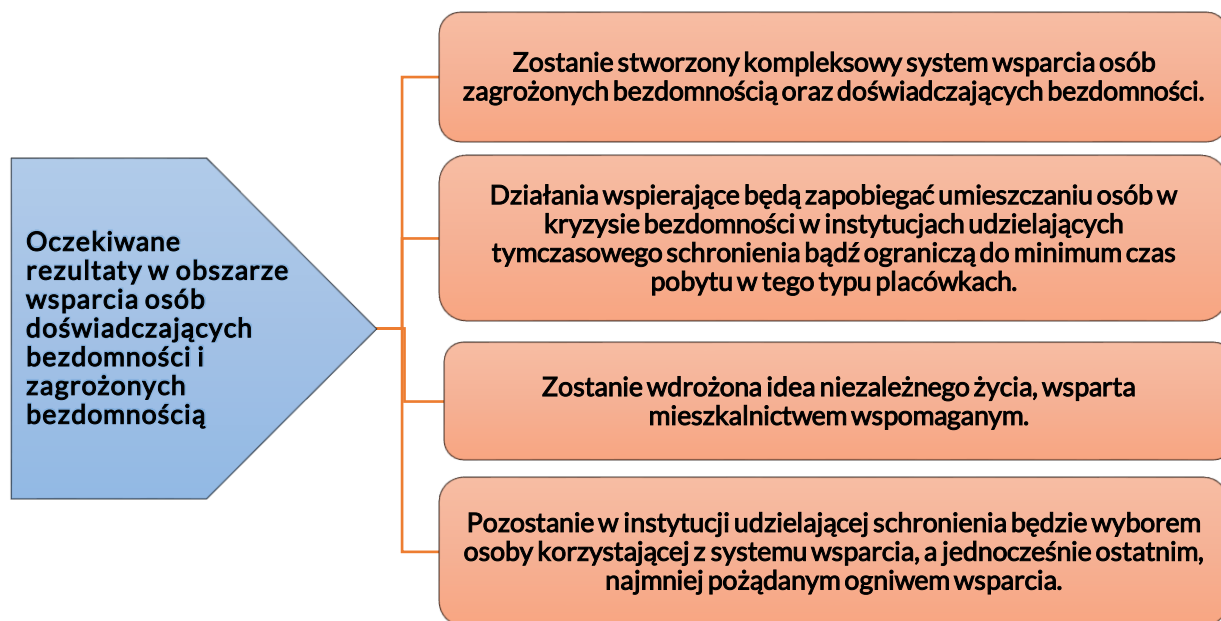 Oczekiwane
rezultaty w obszarze
wsparcia osób
doświadczających
bezdomności i
zagrożonych
bezdomnością
Zostanie stworzony kompleksowy system wsparcia osób
zagrożonych bezdomnością oraz doświadczających bezdomności.
Działania wspierające będą zapobiegać umieszczaniu osób w
kryzysie bezdomności w instytucjach udzielających
tymczasowego schronienia bądź ograniczą do minimum czas
pobytu w tego typu placówkach.
Zostanie wdrożona idea niezależnego życia, wsparta
mieszkalnictwem wspomaganym.
Pozostanie w instytucji udzielającej schronienia będzie wyborem
osoby korzystającej z systemu wsparcia, a jednocześnie ostatnim,
najmniej pożądanym ogniwem wsparcia.